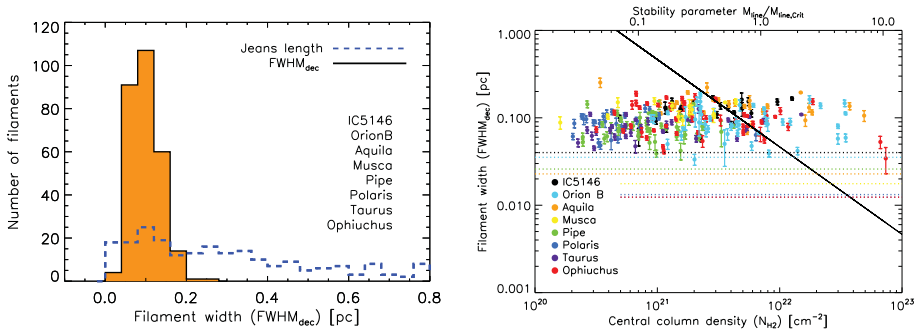 Jeans length
FWHM_dec
IC5146
OrionB
Aquila
Musca
Pipe
Polaris
Taurus
Ophiuchus
Number of filaments
120
100
80
60
40
20
0
0.0 0.2 0.4 0.6 0.8
Filament width (FWHM_dec) [pc]
Stability parameter M_line/M_line,Crit
0.1 1.0 10.0
Filament width (FWHM_dec) [pc]
1.000
0.100
0.010
0.001
IC5146
Orion B
Aquila
Musca
Pipe
Polaris
Taurus
Ophiuchus
10^20 10^21 10^22 10^23
Central column density (N_H2) [cm^-2]